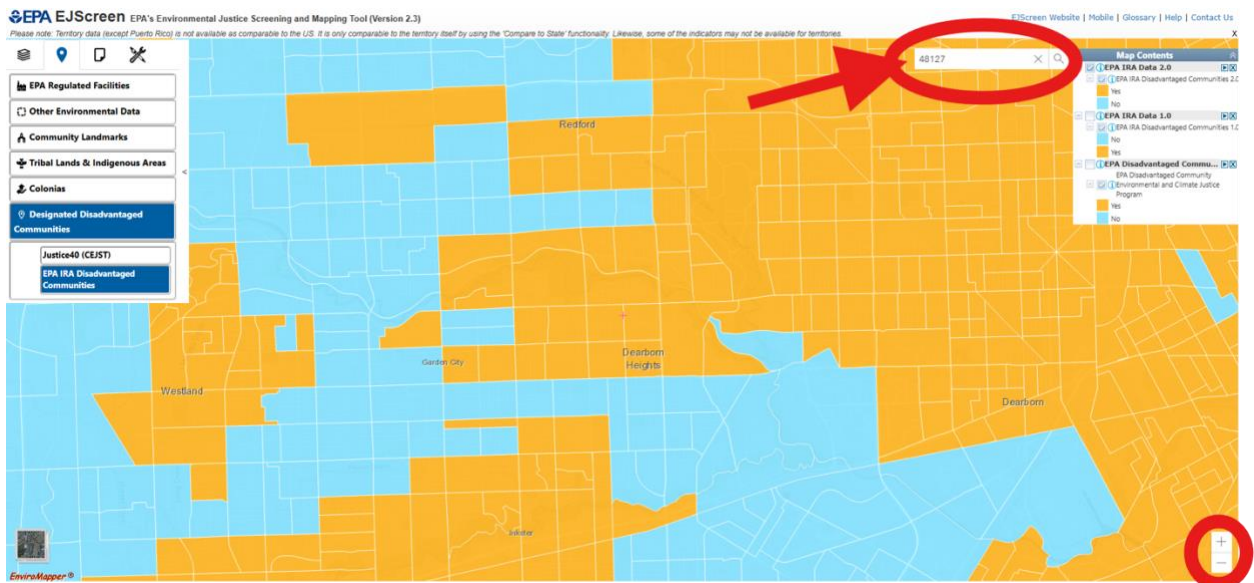 EPA EJScreen EPA's Environmental Justice Screening and Mapping Tool (Version 2.3)
EJScreen Website | Mobile | Glossary | Help | Contact Us
Please note: Territory data (except Puerto Rico) is not available as comparable to the US. It is only comparable to the territory itself by using the 'Compare to State' functionality. Likewise, some of the indicators may not be available for territories.
X
EPA Regulated Facilities
Other Environmental Data
Community Landmarks
Tribal Lands & Indigenous Areas
Colonias
Designated Disadvantaged
Communities
Justice40 (CEJST)
EPA IRA Disadvantaged
Communities
<
48127
Map Contents
EPA IRA Data 2.0
EPA IRA Disadvantaged Communities 2.0
Yes
No
EPA IRA Data 1.0
EPA IRA Disadvantaged Communities 1.0
No
Yes
EPA Disadvantaged Commu...
EPA Disadvantaged Community
Environmental and Climate Justice
Program
Yes
No
Redford
Dearborn
Heights
Garden City
Westland
Dearborn
Inkster
EnviroMapper ®
+
−